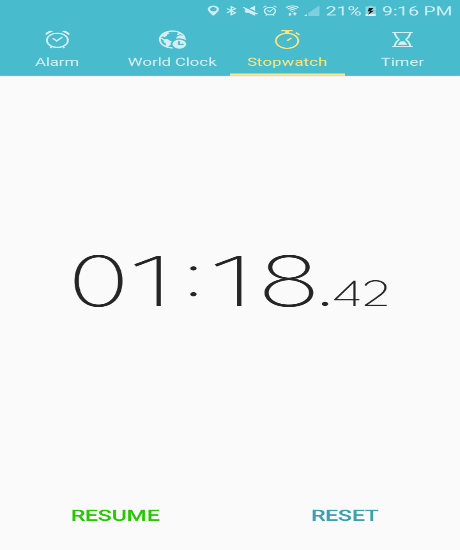 21% 9:16 PM
Alarm World Clock Stopwatch Timer
01:18.42
RESUME RESET